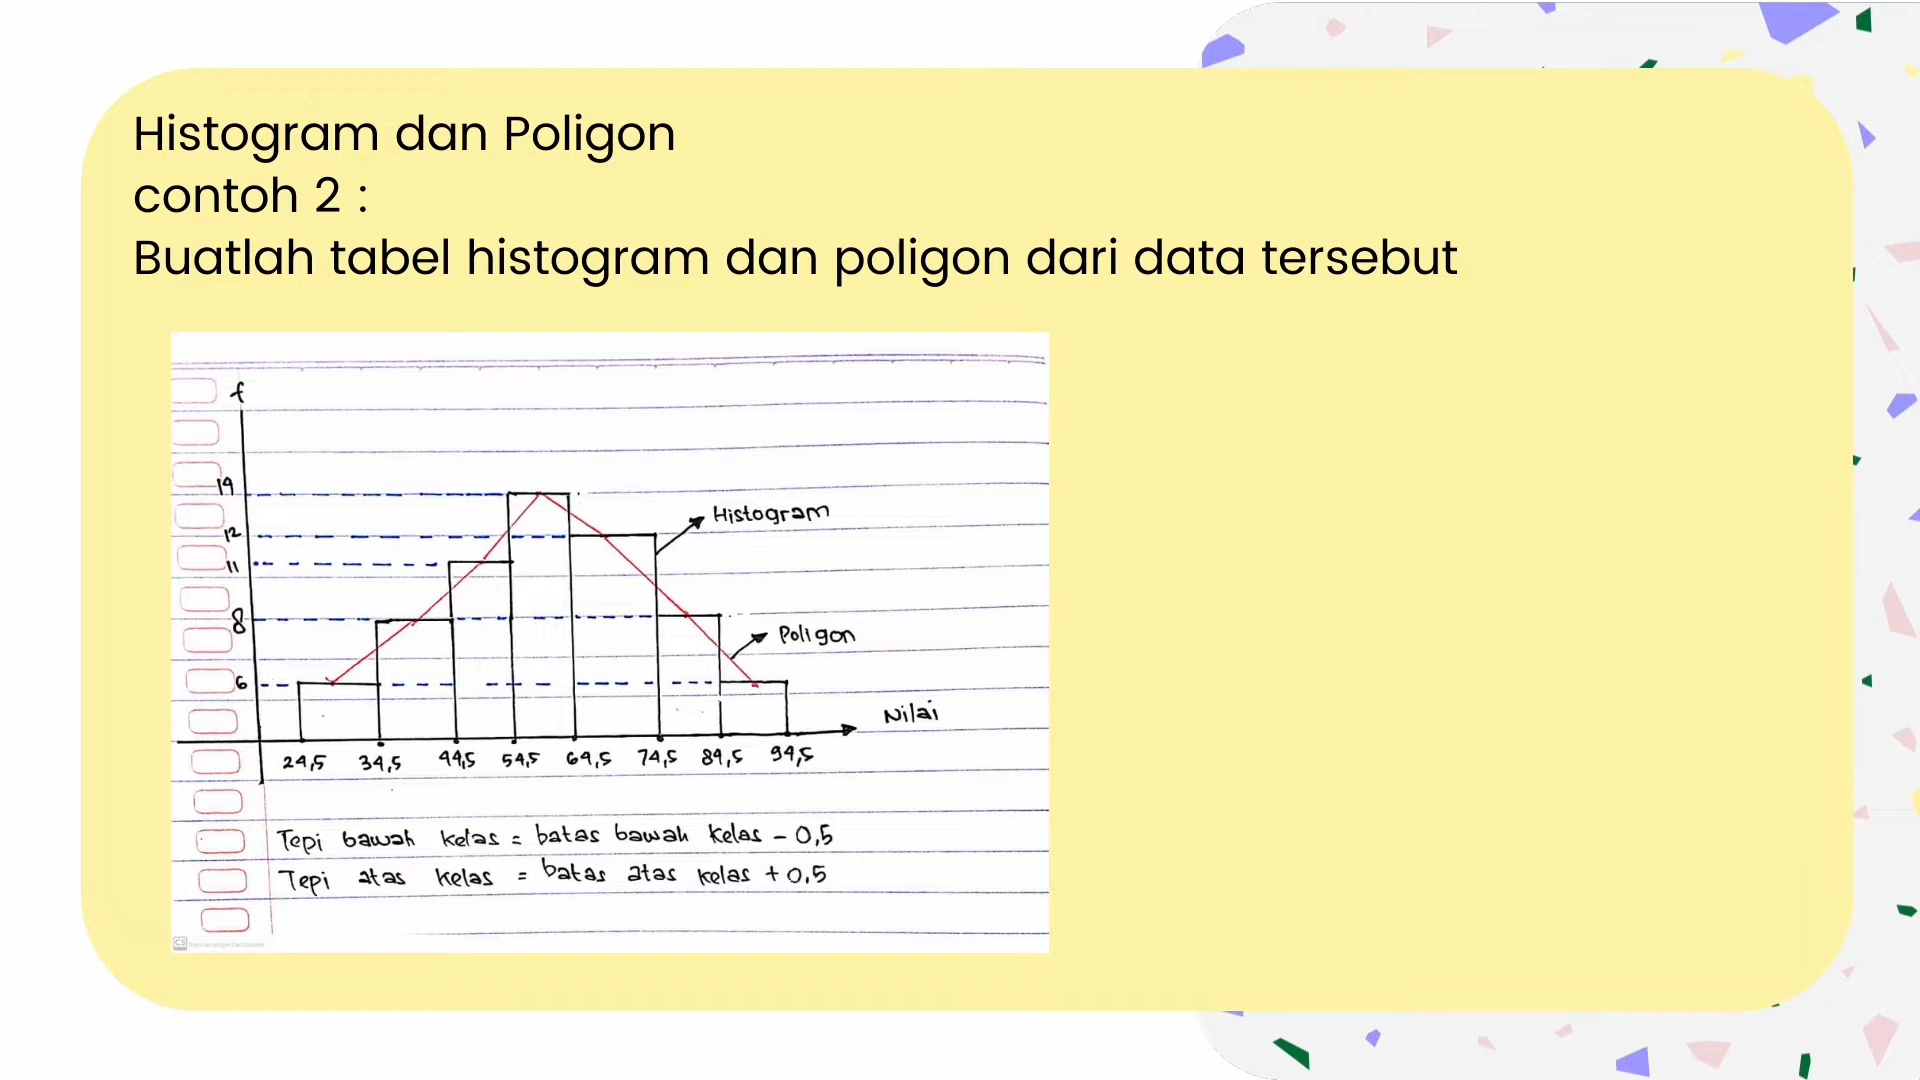 Histogram dan Poligon
contoh 2 :
Buatlah tabel histogram dan poligon dari data tersebut
f
14
12
11
8
6
Histogram
Poligon
Nilai
24,5 34,5 44,5 54,5 64,5 74,5 84,5 94,5
Tepi bawah kelas = batas bawah kelas - 0,5
Tepi atas kelas = batas atas kelas + 0,5
CS